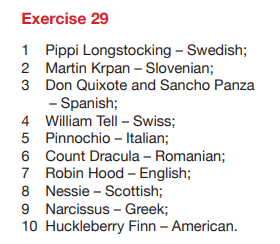 Exercise 29
1 Pippi Longstocking – Swedish;
2 Martin Krpan – Slovenian;
3 Don Quixote and Sancho Panza
– Spanish;
4 William Tell – Swiss;
5 Pinnochio – Italian;
6 Count Dracula – Romanian;
7 Robin Hood – English;
8 Nessie – Scottish;
9 Narcissus – Greek;
10 Huckleberry Finn – American.